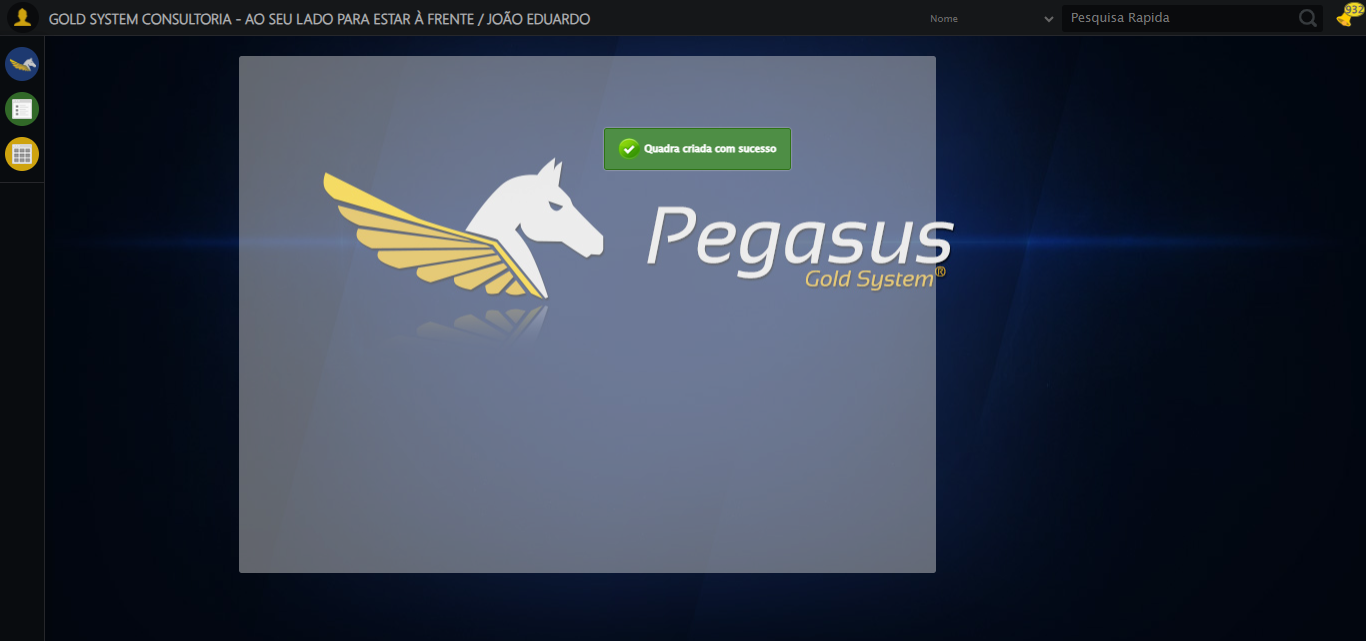 GOLD SYSTEM CONSULTORIA - AO SEU LADO PARA ESTAR À FRENTE / JOÃO EDUARDO
Nome
Pesquisa Rapida
932
Quadra criada com sucesso
Pegasus
Gold System®